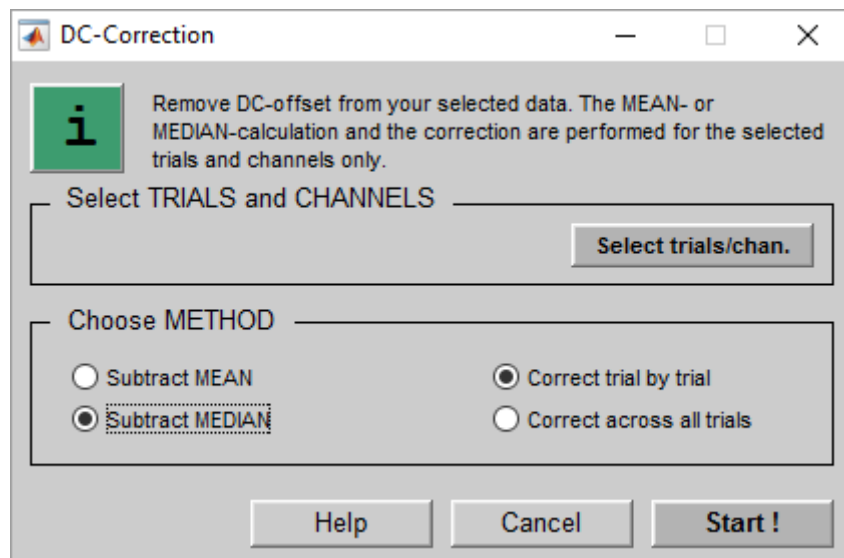 DC-Correction
i
Remove DC-offset from your selected data. The MEAN- or
MEDIAN-calculation and the correction are performed for the selected
trials and channels only.
Select TRIALS and CHANNELS
Select trials/chan.
Choose METHOD
Subtract MEAN
Correct trial by trial
Subtract MEDIAN
Correct across all trials
Help
Cancel
Start !